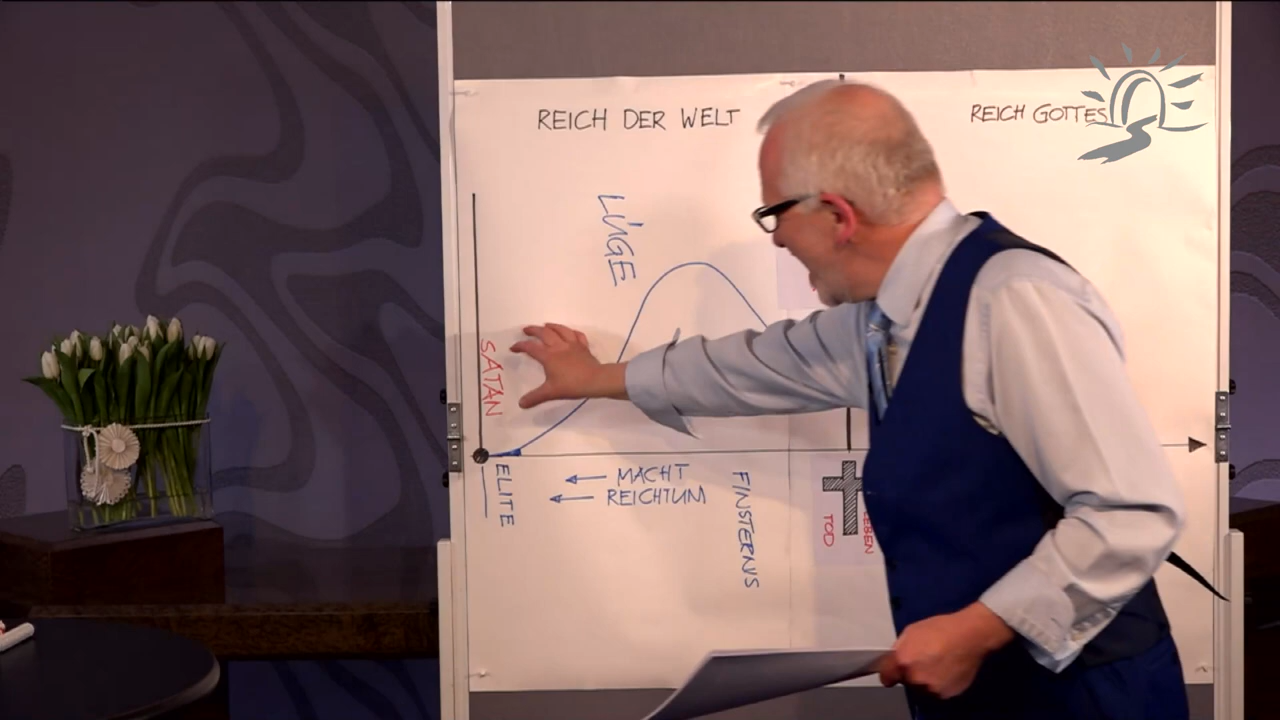 REICH DER WELT
REICH GOTTES
LÜGE
SATAN
ELITE
MACHT
REICHTUM
FINSTERNIS
TOD
LEBEN